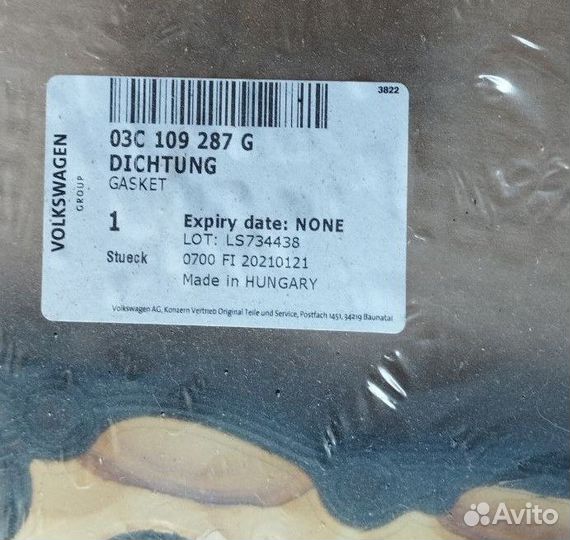 3822
03C 109 287 G
DICHTUNG
GASKET
VOLKSWAGEN
GROUP
1 Expiry date: NONE
LOT: LS734438
Stueck 0700 FI 20210121
Made in HUNGARY
Volkswagen AG, Konzern Vertrieb Original Teile und Service, Postfach 1451, 34219 Baunatal
Avito